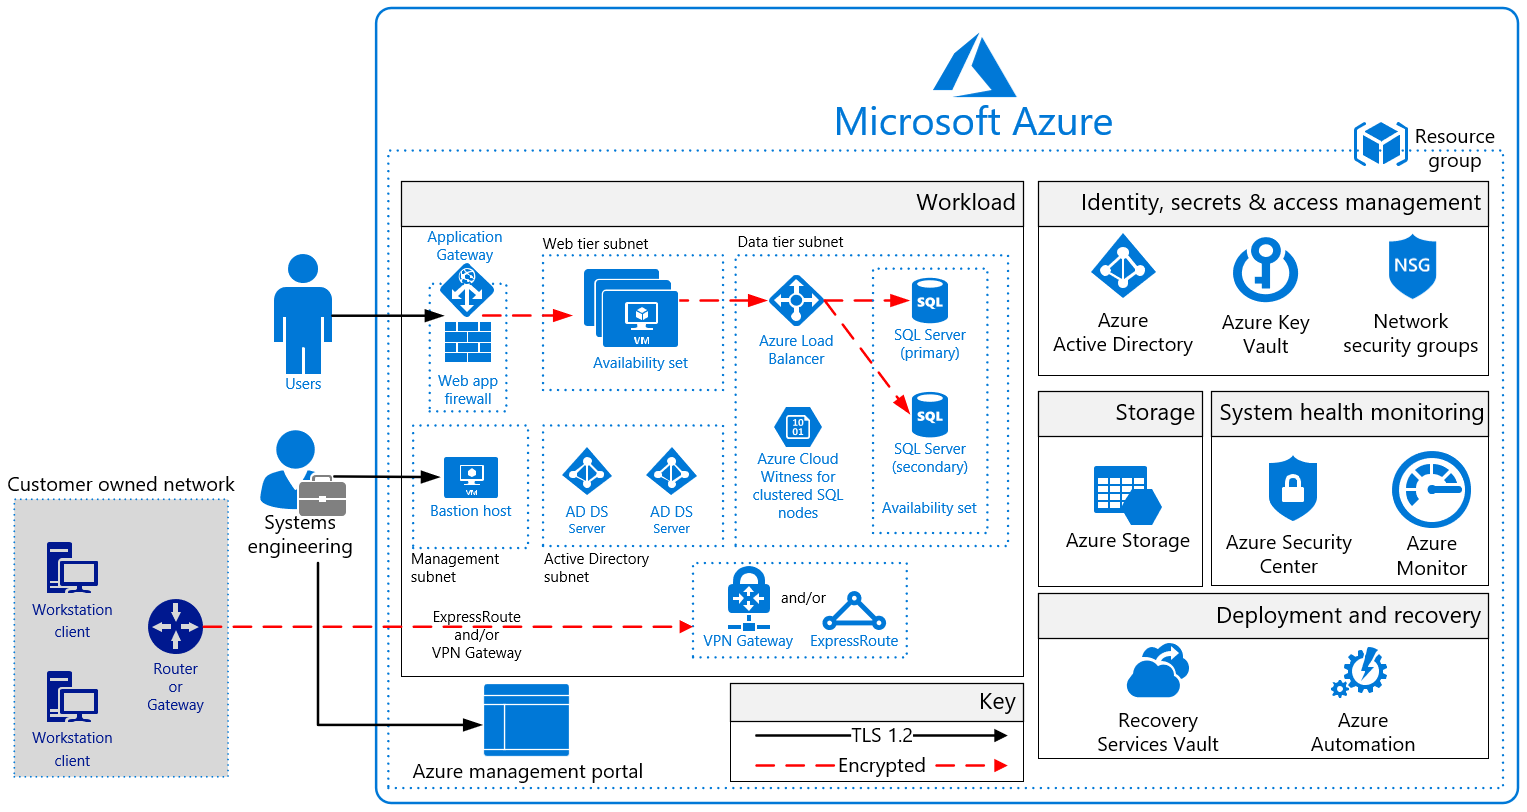 Microsoft Azure
Resource
group
Workload
Application
Gateway
Web app
firewall
Web tier subnet
VM
Availability set
Data tier subnet
Azure Load
Balancer
SQL
SQL Server
(primary)
SQL
SQL Server
(secondary)
Availability set
10
01
Azure Cloud
Witness for
clustered SQL
nodes
Users
Systems
engineering
VM
Bastion host
Management
subnet
AD DS
Server
AD DS
Server
Active Directory
subnet
Customer owned network
Workstation
client
Workstation
client
Router
or
Gateway
ExpressRoute
and/or
VPN Gateway
VPN Gateway
and/or
ExpressRoute
Azure management portal
Key
TLS 1.2
Encrypted
Identity, secrets & access management
Azure
Active Directory
Azure Key
Vault
NSG
Network
security groups
Storage
Azure Storage
System health monitoring
Azure Security
Center
Azure
Monitor
Deployment and recovery
Recovery
Services Vault
Azure
Automation